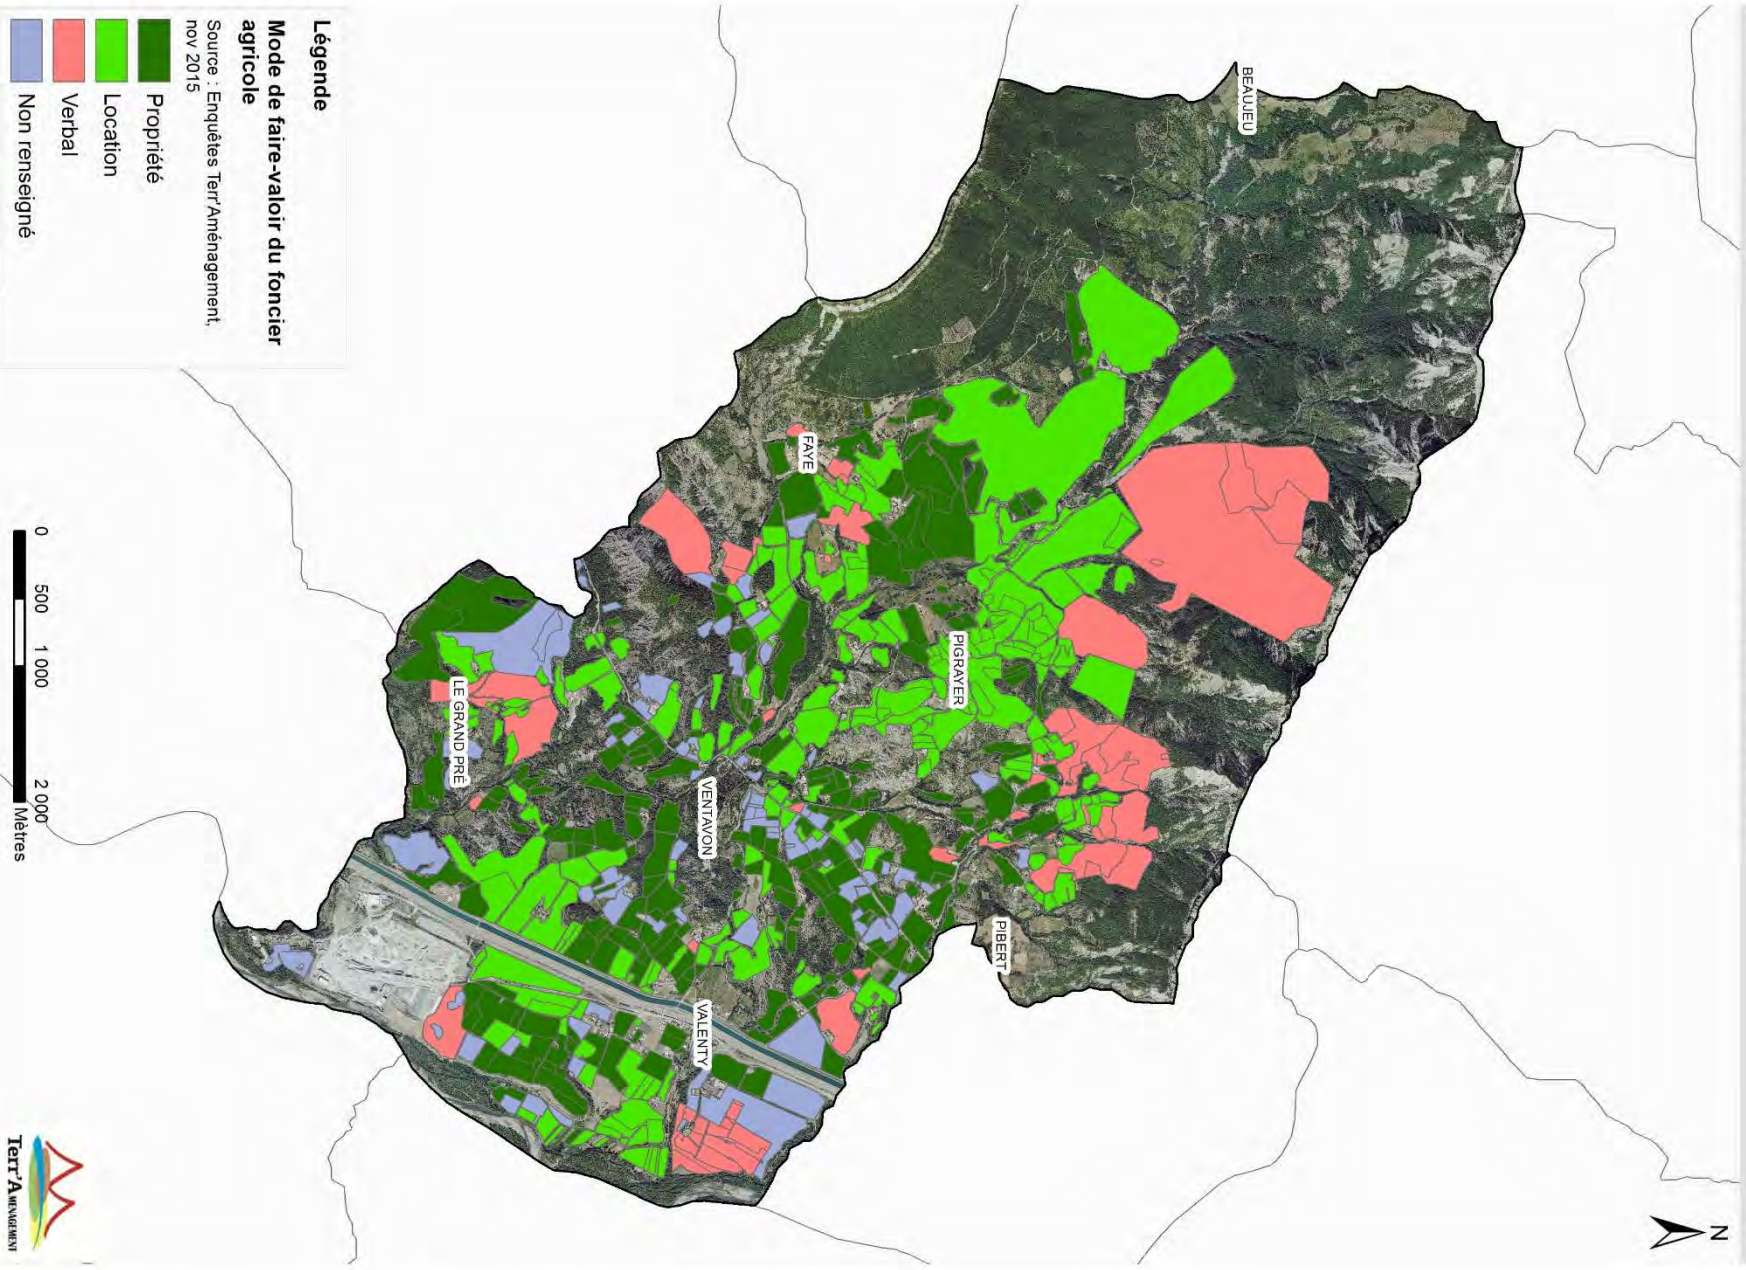 Légende
Mode de faire-valoir du foncier
agricole
Source : Enquêtes Terr'Aménagement,
nov 2015
Propriété
Location
Verbal
Non renseigné
BEAUJEU
FAYE
PIGRAYER
LE GRAND PRÉ
VENTAVON
PIBERT
VALENTY
0 500 1 000 2 000
Mètres
N
Terr'Amenagement